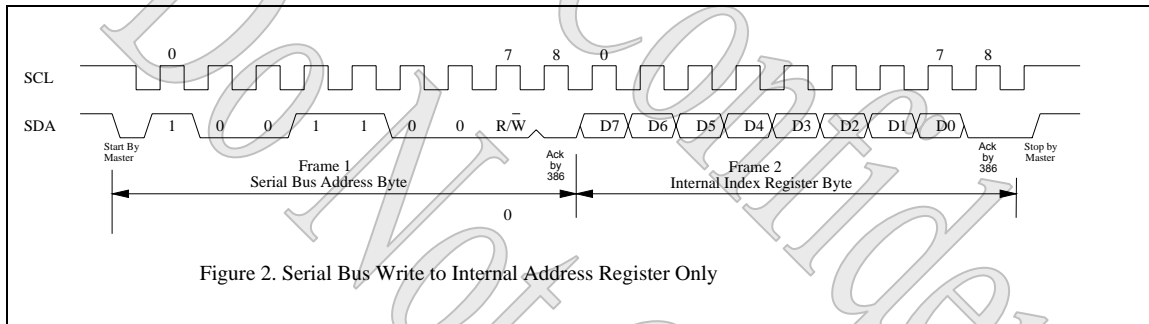 0 7 8 0 7 8
SCL
SDA 1 0 0 1 1 0 0 R/W̅ D7 D6 D5 D4 D3 D2 D1 D0
Start By
Master
Ack
by
386
Ack
by
386
Stop by
Master
Frame 1
Serial Bus Address Byte
Frame 2
Internal Index Register Byte
0
Figure 2. Serial Bus Write to Internal Address Register Only
Do Not
Confide